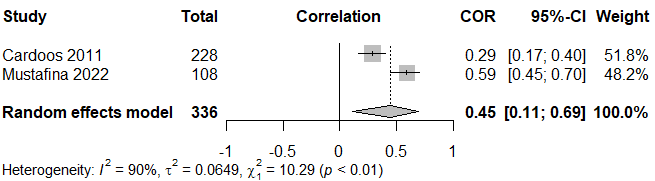 Study Total Correlation COR 95%-CI Weight
Cardoos 2011 228 0.29 [0.17; 0.40] 51.8%
Mustafina 2022 108 0.59 [0.45; 0.70] 48.2%
Random effects model 336 0.45 [0.11; 0.69] 100.0%
-1 -0.5 0 0.5 1
Heterogeneity: I² = 90%, τ² = 0.0649, χ²₁ = 10.29 (p < 0.01)